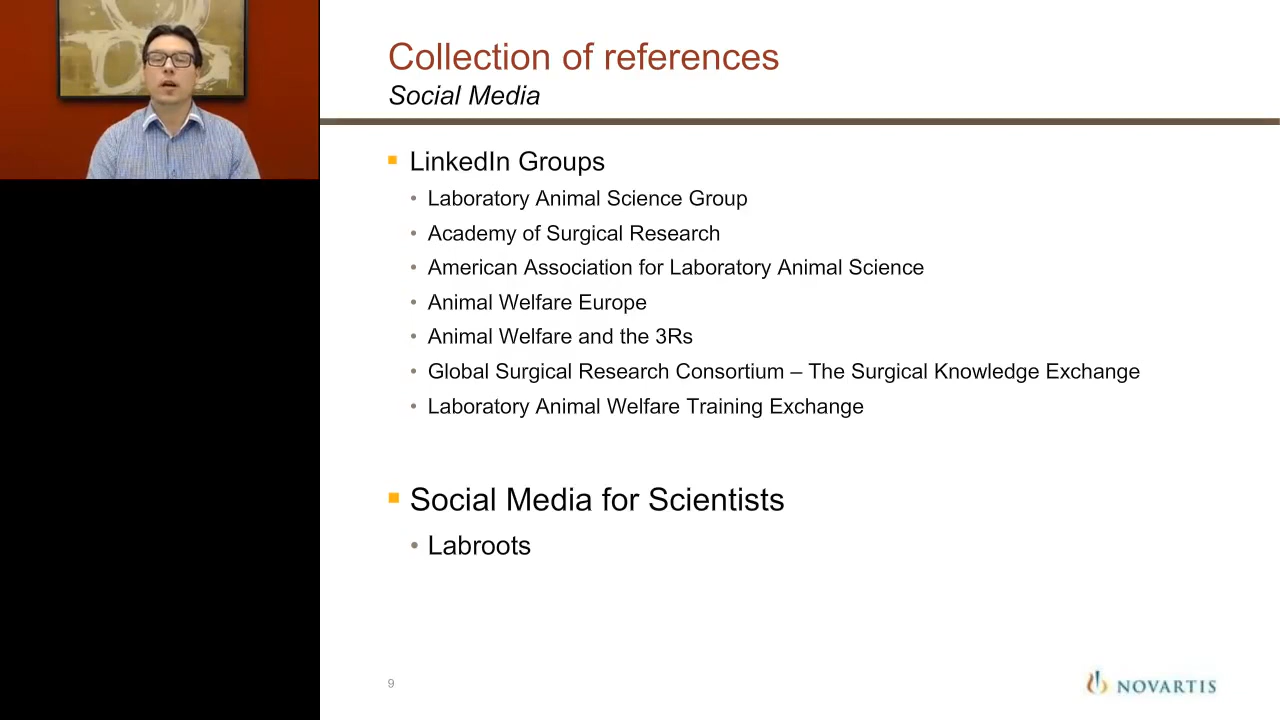 Collection of references
Social Media
LinkedIn Groups
Laboratory Animal Science Group
Academy of Surgical Research
American Association for Laboratory Animal Science
Animal Welfare Europe
Animal Welfare and the 3Rs
Global Surgical Research Consortium – The Surgical Knowledge Exchange
Laboratory Animal Welfare Training Exchange
Social Media for Scientists
Labroots
9
NOVARTIS